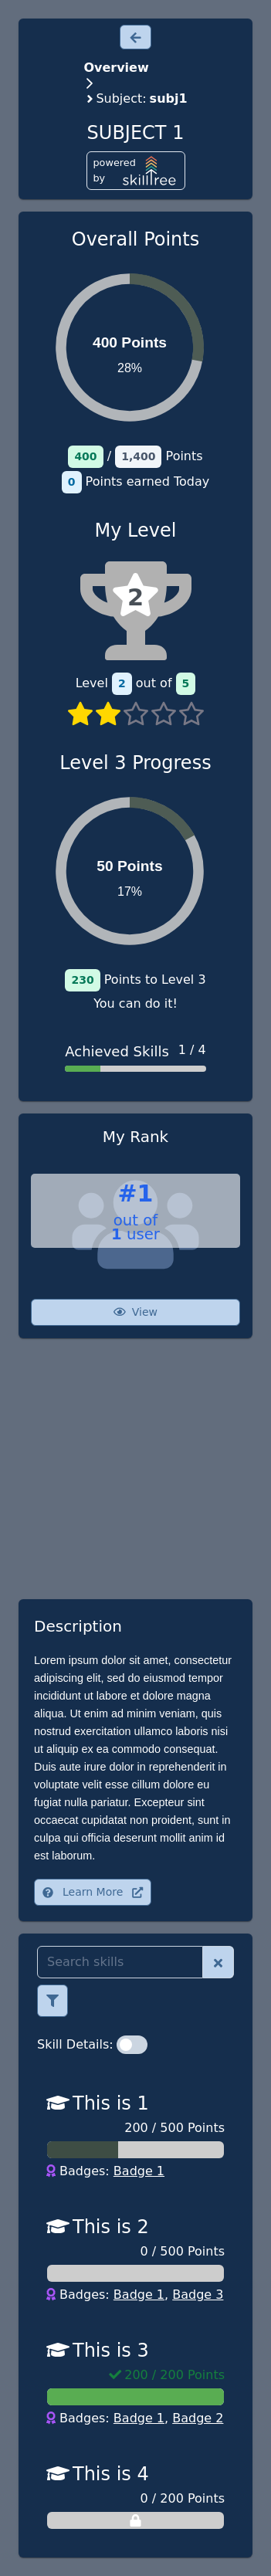 Overview
Subject: subj1
SUBJECT 1
powered
by
skilltree
Overall Points
400 Points
28%
400 / 1,400 Points
0 Points earned Today
My Level
2
Level 2 out of 5
Level 3 Progress
50 Points
17%
230 Points to Level 3
You can do it!
Achieved Skills 1 / 4
My Rank
#1
out of
1 user
View
Description
Lorem ipsum dolor sit amet, consectetur
adipiscing elit, sed do eiusmod tempor
incididunt ut labore et dolore magna
aliqua. Ut enim ad minim veniam, quis
nostrud exercitation ullamco laboris nisi
ut aliquip ex ea commodo consequat.
Duis aute irure dolor in reprehenderit in
voluptate velit esse cillum dolore eu
fugiat nulla pariatur. Excepteur sint
occaecat cupidatat non proident, sunt in
culpa qui officia deserunt mollit anim id
est laborum.
Learn More
Search skills
Skill Details:
This is 1
200 / 500 Points
Badges: Badge 1
This is 2
0 / 500 Points
Badges: Badge 1, Badge 3
This is 3
200 / 200 Points
Badges: Badge 1, Badge 2
This is 4
0 / 200 Points